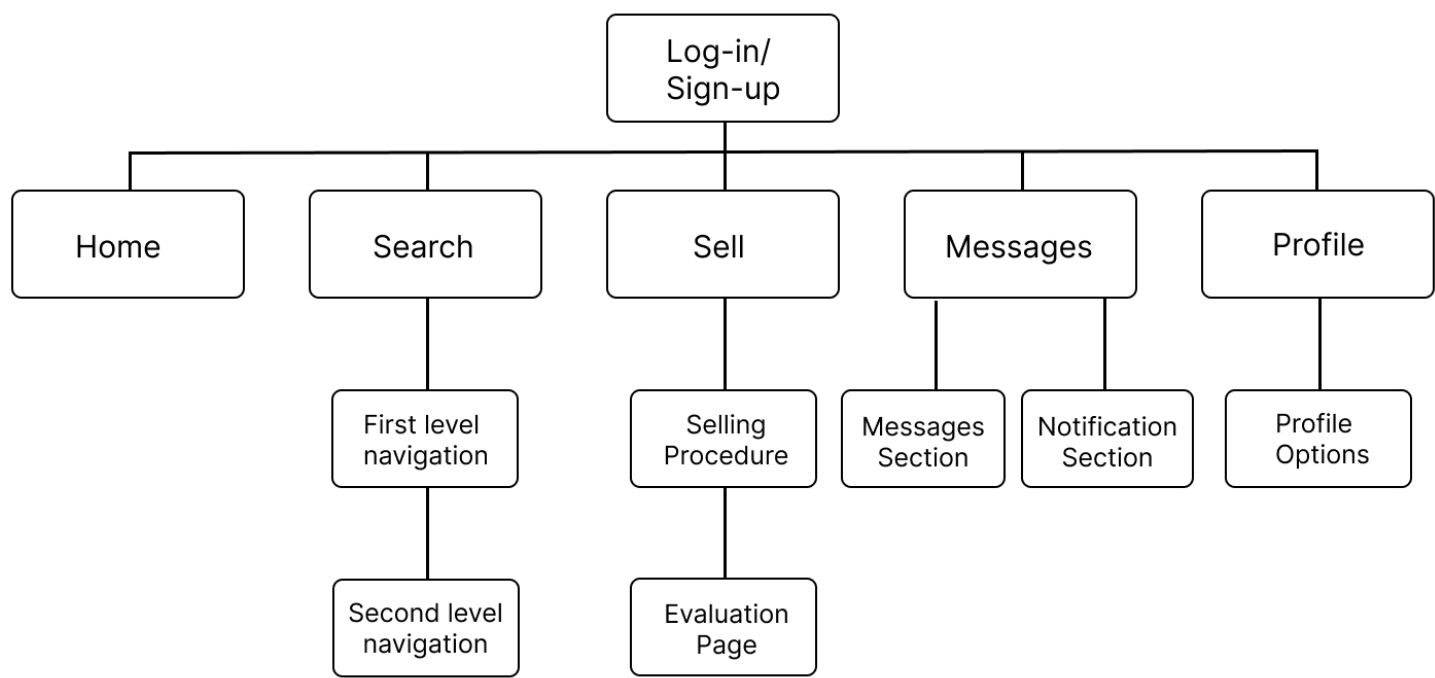 Log-in/
Sign-up
Home
Search
Sell
Messages
Profile
First level
navigation
Selling
Procedure
Messages
Section
Notification
Section
Profile
Options
Second level
navigation
Evaluation
Page